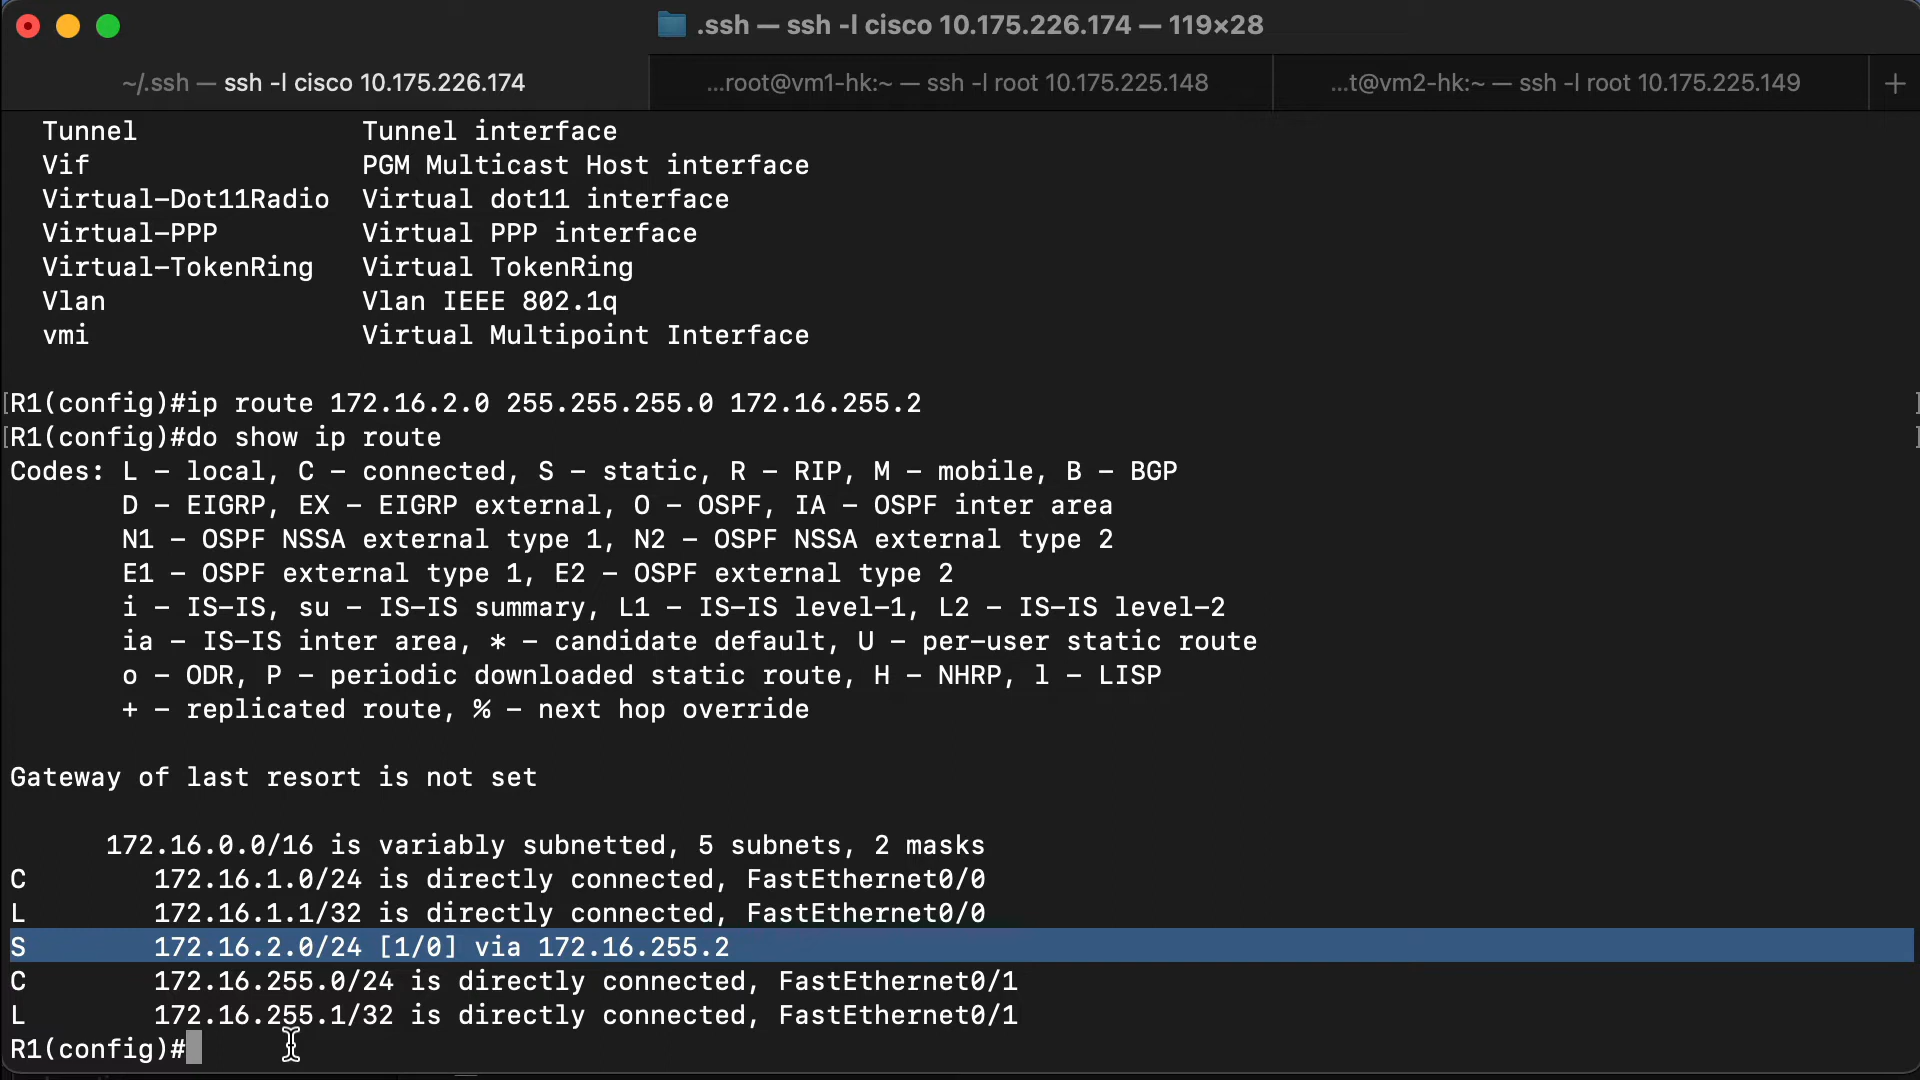 .ssh — ssh -l cisco 10.175.226.174 — 119×28
~/.ssh — ssh -l cisco 10.175.226.174
...root@vm1-hk:~ — ssh -l root 10.175.225.148
...t@vm2-hk:~ — ssh -l root 10.175.225.149
+
Tunnel Tunnel interface
Vif PGM Multicast Host interface
Virtual-Dot11Radio Virtual dot11 interface
Virtual-PPP Virtual PPP interface
Virtual-TokenRing Virtual TokenRing
Vlan Vlan IEEE 802.1q
vmi Virtual Multipoint Interface
[R1(config)#ip route 172.16.2.0 255.255.255.0 172.16.255.2 ]
[R1(config)#do show ip route ]
Codes: L - local, C - connected, S - static, R - RIP, M - mobile, B - BGP
D - EIGRP, EX - EIGRP external, O - OSPF, IA - OSPF inter area
N1 - OSPF NSSA external type 1, N2 - OSPF NSSA external type 2
E1 - OSPF external type 1, E2 - OSPF external type 2
i - IS-IS, su - IS-IS summary, L1 - IS-IS level-1, L2 - IS-IS level-2
ia - IS-IS inter area, * - candidate default, U - per-user static route
o - ODR, P - periodic downloaded static route, H - NHRP, l - LISP
+ - replicated route, % - next hop override
Gateway of last resort is not set
172.16.0.0/16 is variably subnetted, 5 subnets, 2 masks
C 172.16.1.0/24 is directly connected, FastEthernet0/0
L 172.16.1.1/32 is directly connected, FastEthernet0/0
S 172.16.2.0/24 [1/0] via 172.16.255.2
C 172.16.255.0/24 is directly connected, FastEthernet0/1
L 172.16.255.1/32 is directly connected, FastEthernet0/1
R1(config)#